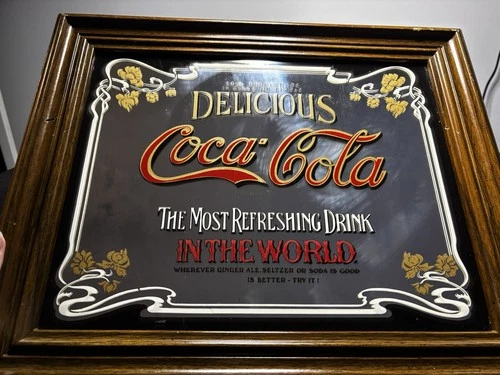 DELICIOUS
Coca-Cola
THE MOST REFRESHING DRINK
IN THE WORLD.
WHEREVER GINGER ALE, SELTZER OR SODA IS GOOD
IS BETTER - TRY IT!